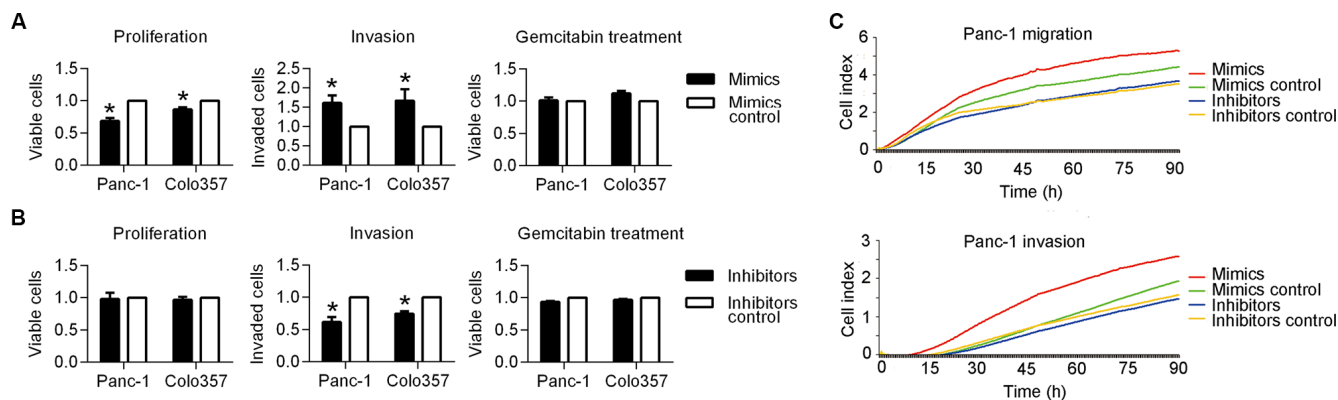 A
Proliferation
Viable cells
1.5
1.0
0.5
0.0
*
*
Panc-1
Colo357
Invasion
Invaded cells
2.5
2.0
1.5
1.0
0.5
0.0
*
*
Panc-1
Colo357
Gemcitabin treatment
Viable cells
1.5
1.0
0.5
0.0
Panc-1
Colo357
Mimics
Mimics
control
B
Proliferation
Viable cells
1.5
1.0
0.5
0.0
Panc-1
Colo357
Invasion
Invaded cells
1.5
1.0
0.5
0.0
*
*
Panc-1
Colo357
Gemcitabin treatment
Viable cells
1.5
1.0
0.5
0.0
Panc-1
Colo357
Inhibitors
Inhibitors
control
C
Panc-1 migration
Cell index
6
4
2
0
0
15
30
45
60
75
90
Time (h)
Mimics
Mimics control
Inhibitors
Inhibitors control
Panc-1 invasion
Cell index
3
2
1
0
0
15
30
45
60
75
90
Time (h)
Mimics
Mimics control
Inhibitors
Inhibitors control